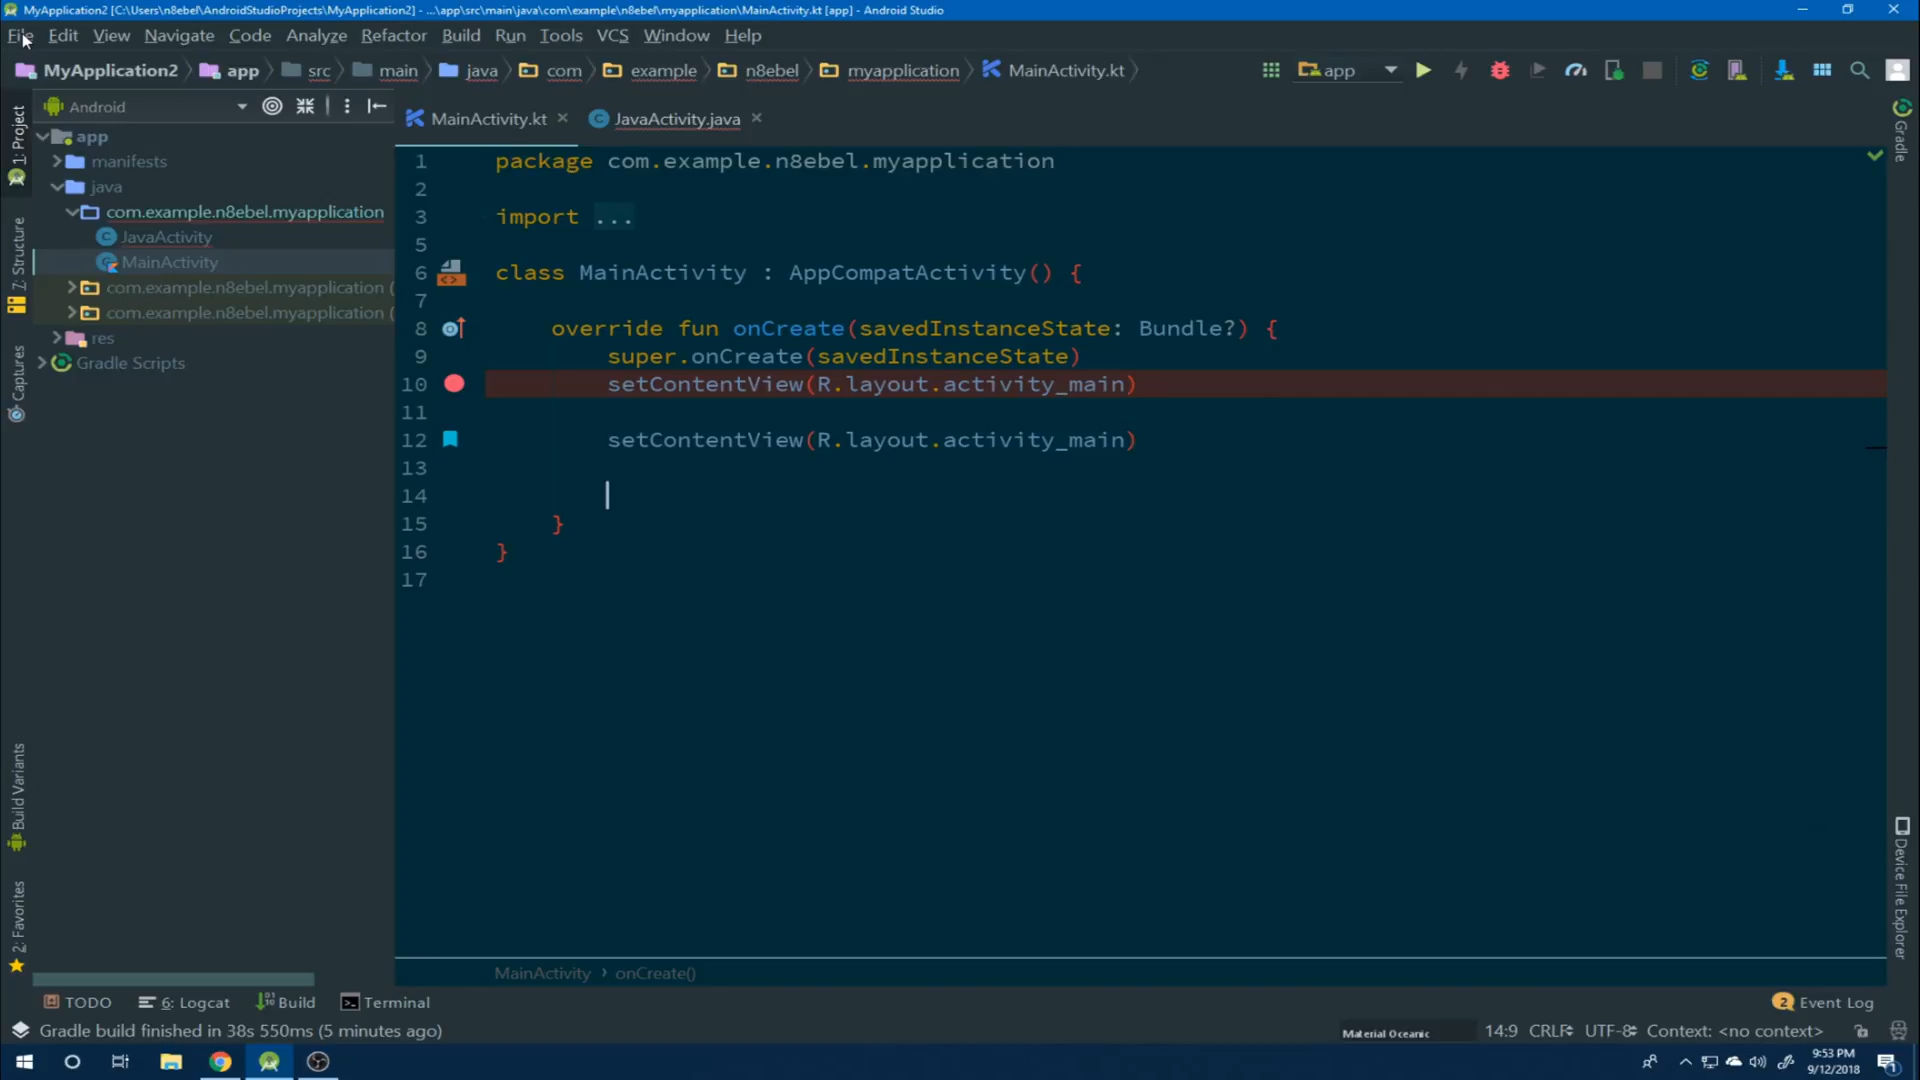 MyApplication2 [C:\Users\n8ebel\AndroidStudioProjects\MyApplication2] - ...\app\src\main\java\com\example\n8ebel\myapplication\MainActivity.kt [app] - Android Studio
File Edit View Navigate Code Analyze Refactor Build Run Tools VCS Window Help
MyApplication2 app src main java com example n8ebel myapplication MainActivity.kt app
Android
MainActivity.kt JavaActivity.java
app
manifests
java
com.example.n8ebel.myapplication
JavaActivity
MainActivity
com.example.n8ebel.myapplication (
com.example.n8ebel.myapplication (
res
Gradle Scripts
1: Project
Z: Structure
Captures
Build Variants
2: Favorites
1 package com.example.n8ebel.myapplication
2
3 import ...
5
6 class MainActivity : AppCompatActivity() {
7
8 override fun onCreate(savedInstanceState: Bundle?) {
9 super.onCreate(savedInstanceState)
10 setContentView(R.layout.activity_main)
11
12 setContentView(R.layout.activity_main)
13
14
15 }
16 }
17
Gradle
Device File Explorer
MainActivity › onCreate()
TODO 6: Logcat Build Terminal 2 Event Log
Gradle build finished in 38s 550ms (5 minutes ago) Material Oceanic 14:9 CRLF UTF-8 Context: <no context>
9:53 PM
9/12/2018
1